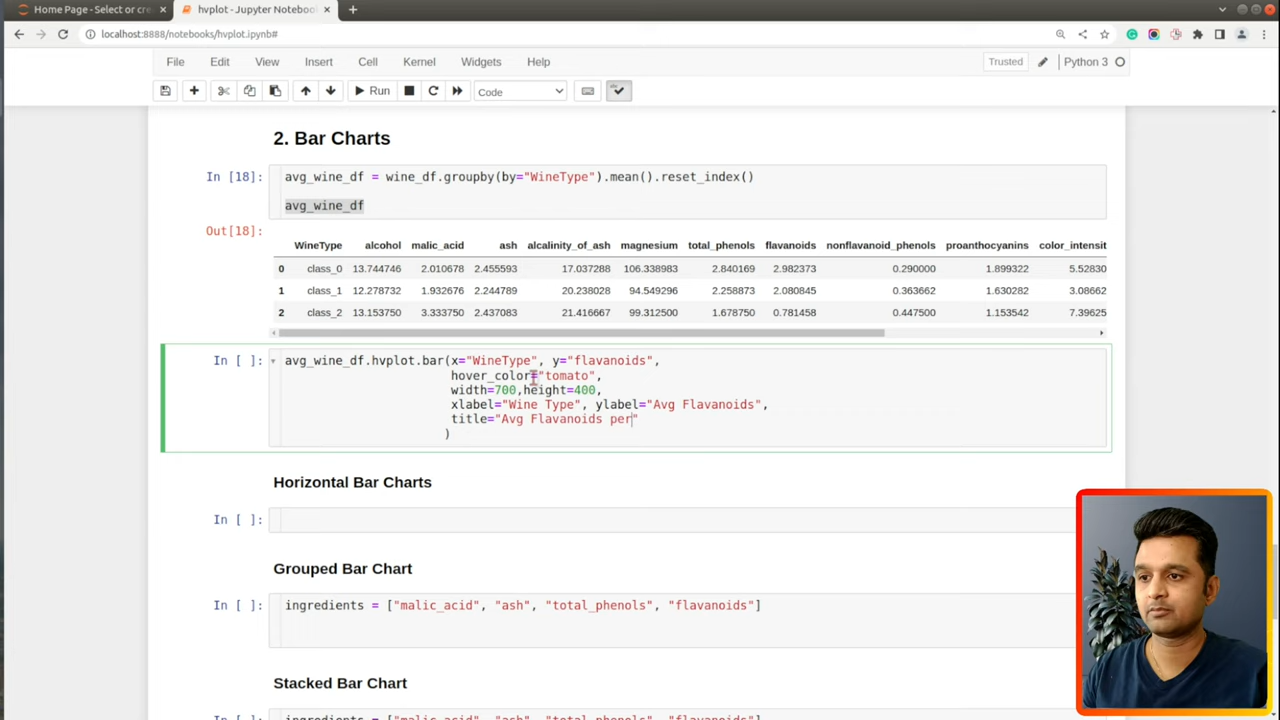 Home Page - Select or cre
hvplot - Jupyter Notebook
localhost:8888/notebooks/hvplot.ipynb#
File Edit View Insert Cell Kernel Widgets Help
Trusted Python 3
Run Code
2. Bar Charts
In [18]: avg_wine_df = wine_df.groupby(by="WineType").mean().reset_index()
avg_wine_df
Out[18]:
WineType alcohol malic_acid ash alcalinity_of_ash magnesium total_phenols flavanoids nonflavanoid_phenols proanthocyanins color_intensit
0 class_0 13.744746 2.010678 2.455593 17.037288 106.338983 2.840169 2.982373 0.290000 1.899322 5.52830
1 class_1 12.278732 1.932676 2.244789 20.238028 94.549296 2.258873 2.080845 0.363662 1.630282 3.08662
2 class_2 13.153750 3.333750 2.437083 21.416667 99.312500 1.678750 0.781458 0.447500 1.153542 7.39625
In [ ]: avg_wine_df.hvplot.bar(x="WineType", y="flavanoids",
hover_color="tomato",
width=700,height=400,
xlabel="Wine Type", ylabel="Avg Flavanoids",
title="Avg Flavanoids per"
)
Horizontal Bar Charts
In [ ]:
Grouped Bar Chart
In [ ]: ingredients = ["malic_acid", "ash", "total_phenols", "flavanoids"]
Stacked Bar Chart
In [ ]: ingredients = ["malic_acid", "ash", "total_phenols", "flavanoids"]